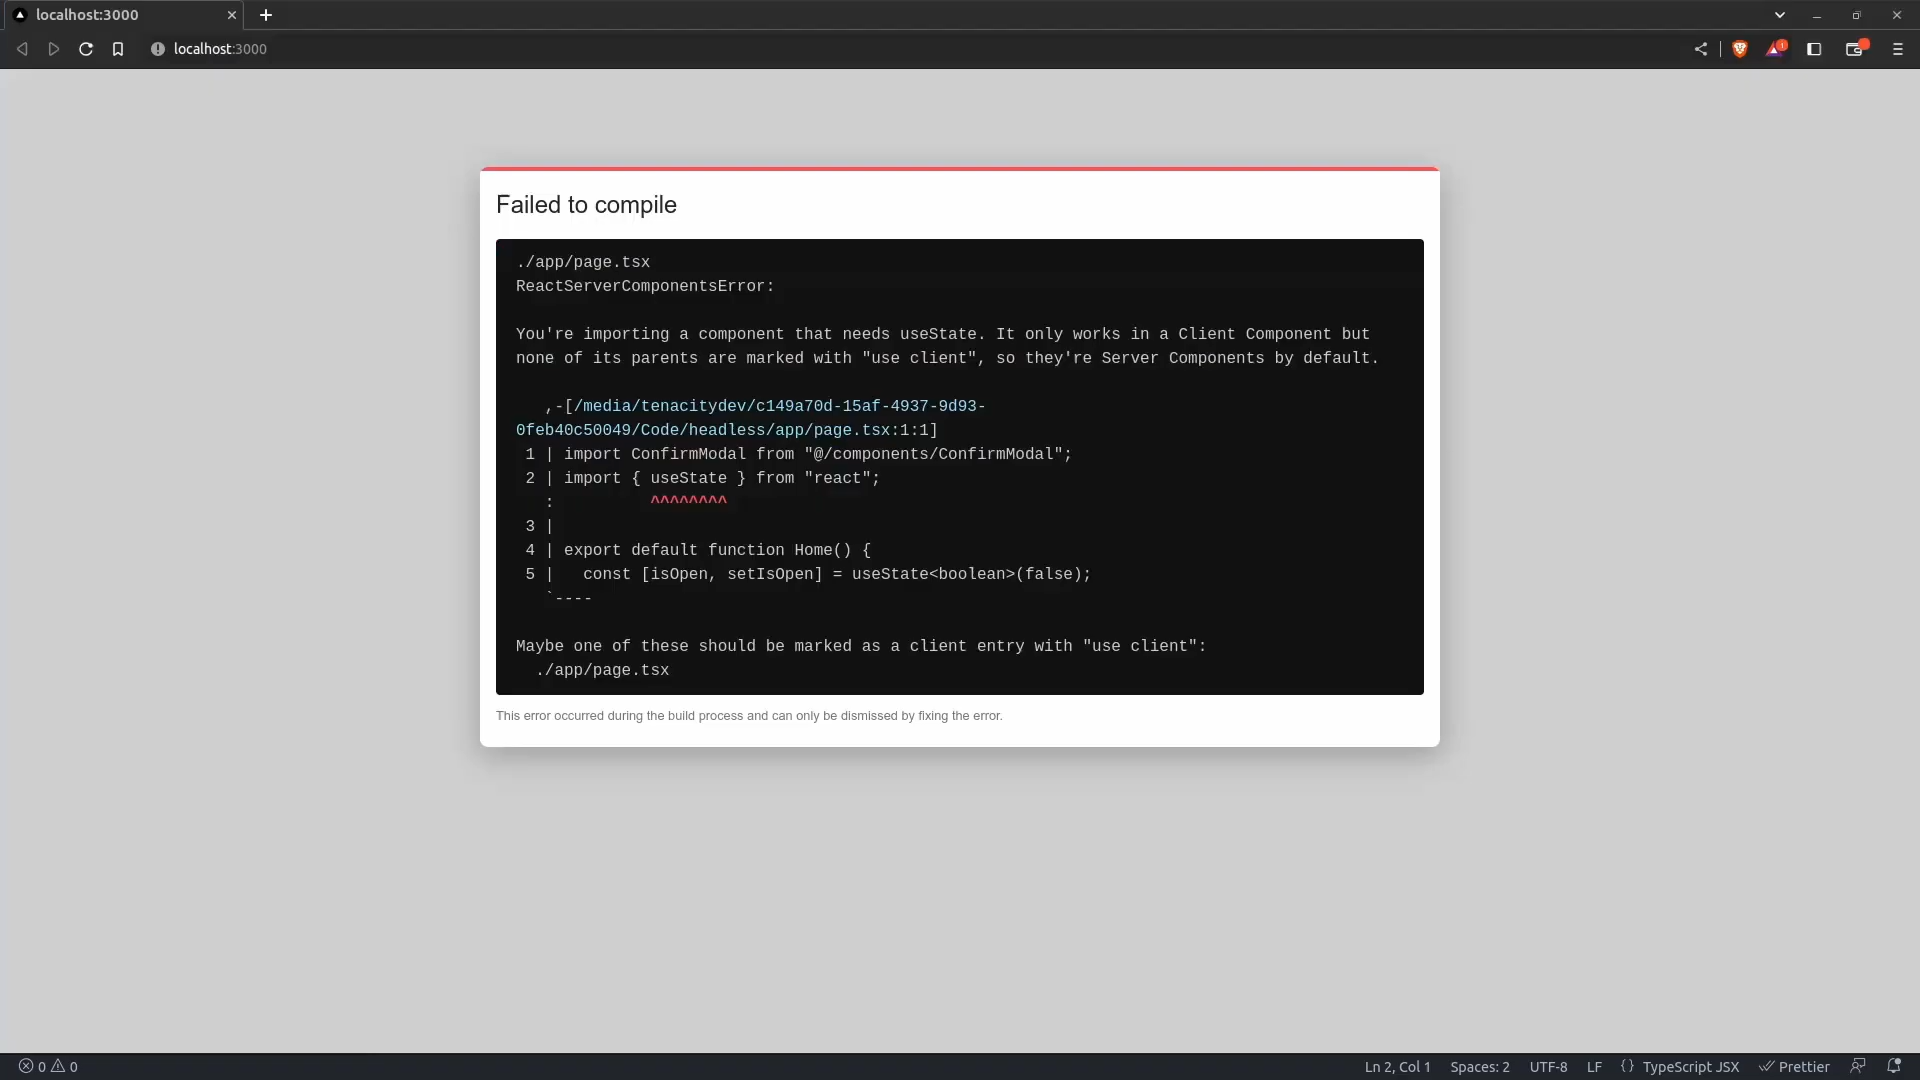 localhost:3000
localhost:3000
1
Failed to compile
./app/page.tsx
ReactServerComponentsError:
You're importing a component that needs useState. It only works in a Client Component but
none of its parents are marked with "use client", so they're Server Components by default.
,-[/media/tenacitydev/c149a70d-15af-4937-9d93-
0feb40c50049/Code/headless/app/page.tsx:1:1]
1 | import ConfirmModal from "@/components/ConfirmModal";
2 | import { useState } from "react";
: ^^^^^^^^
3 |
4 | export default function Home() {
5 |   const [isOpen, setIsOpen] = useState<boolean>(false);
`----
Maybe one of these should be marked as a client entry with "use client":
./app/page.tsx
This error occurred during the build process and can only be dismissed by fixing the error.
0 0 Ln 2, Col 1 Spaces: 2 UTF-8 LF {} TypeScript JSX Prettier